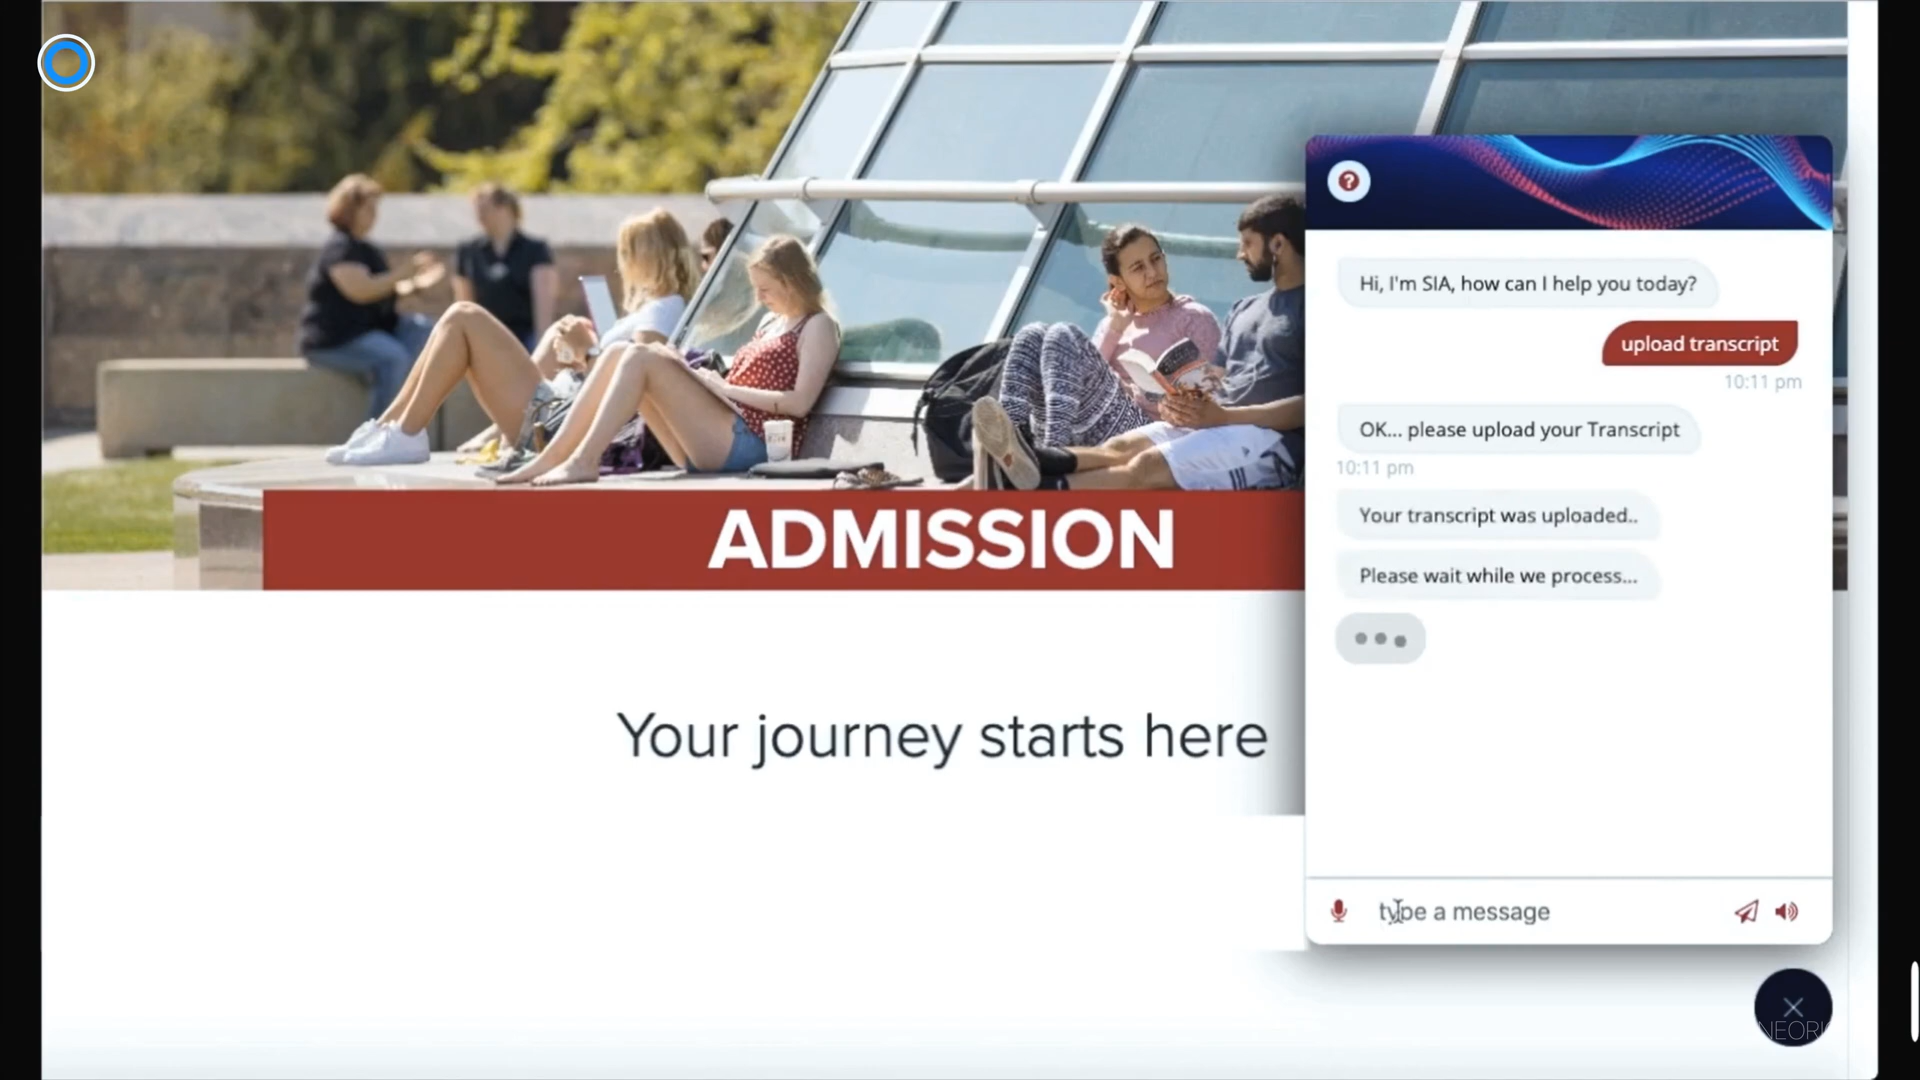 Hi, I'm SIA, how can I help you today?
upload transcript
10:11 pm
OK... please upload your Transcript
10:11 pm
Your transcript was uploaded..
Please wait while we process...
ADMISSION
Your journey starts here
type a message